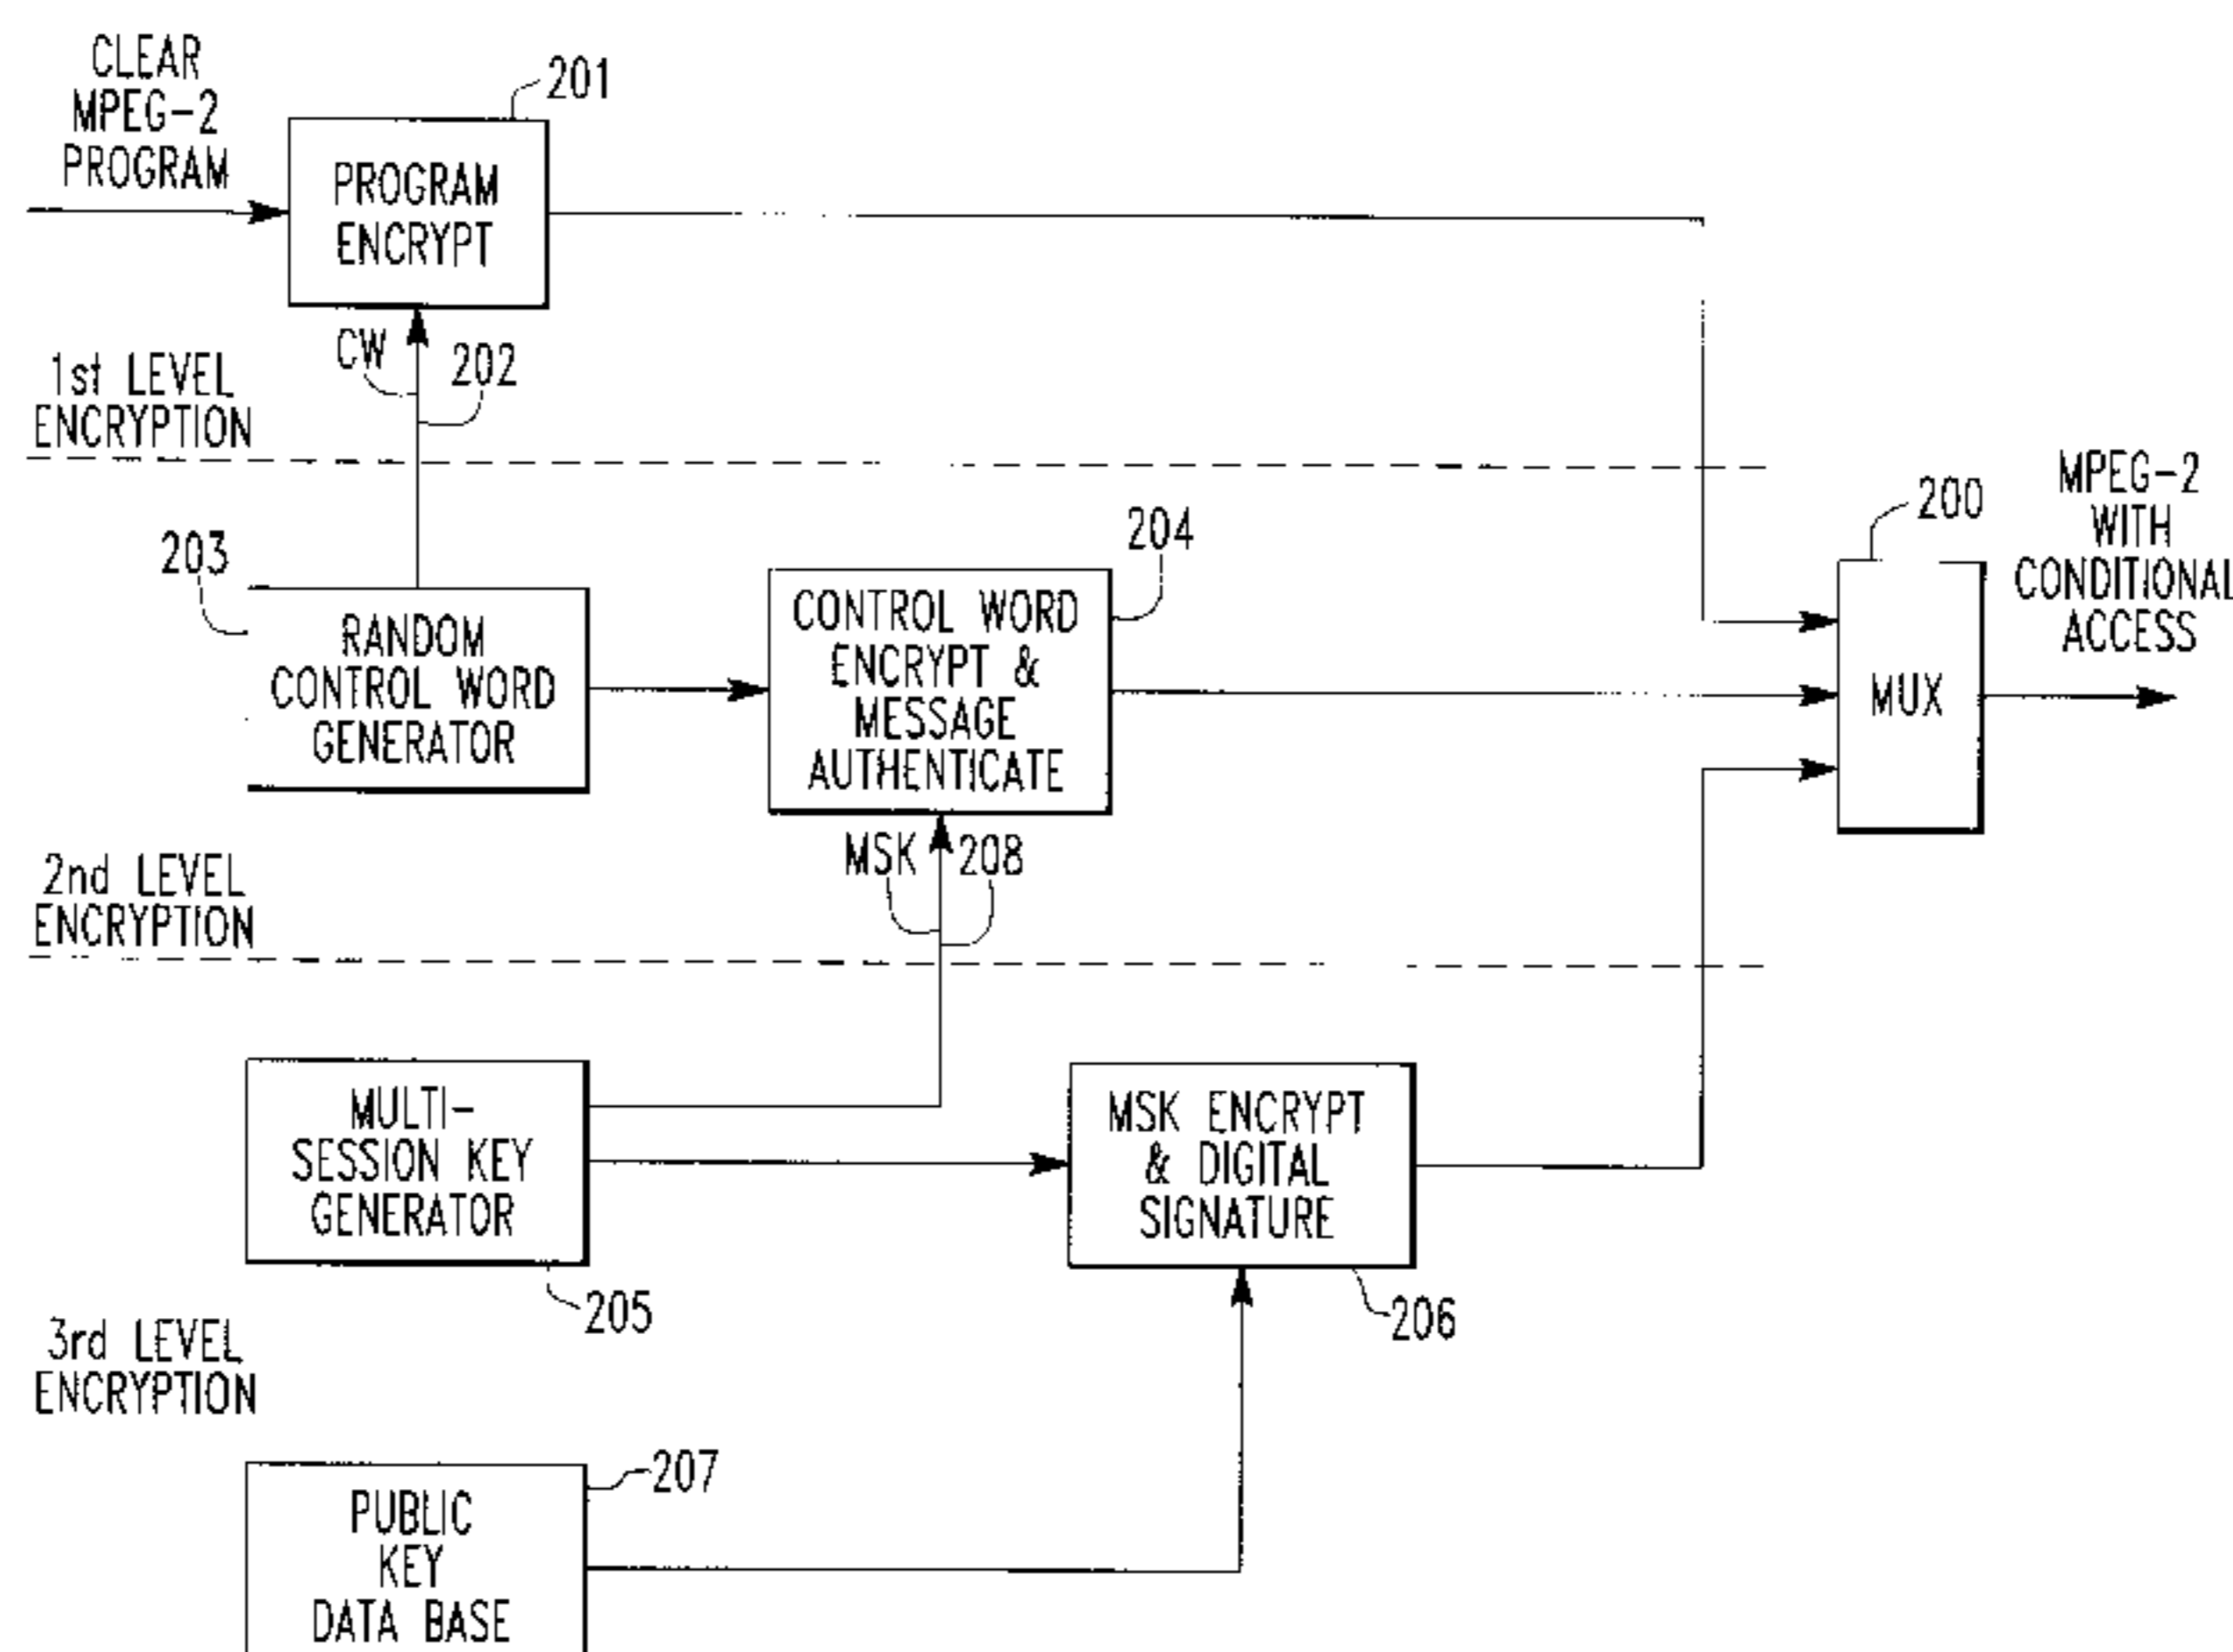 CLEAR
MPEG-2
PROGRAM
201
PROGRAM
ENCRYPT
CW
202
1st LEVEL
ENCRYPTION
203
RANDOM
CONTROL WORD
GENERATOR
204
CONTROL WORD
ENCRYPT &
MESSAGE
AUTHENTICATE
200
MUX
MPEG-2
WITH
CONDITIONAL
ACCESS
MSK
208
2nd LEVEL
ENCRYPTION
MULTI-
SESSION KEY
GENERATOR
205
MSK ENCRYPT
& DIGITAL
SIGNATURE
206
3rd LEVEL
ENCRYPTION
207
PUBLIC
KEY
DATA BASE